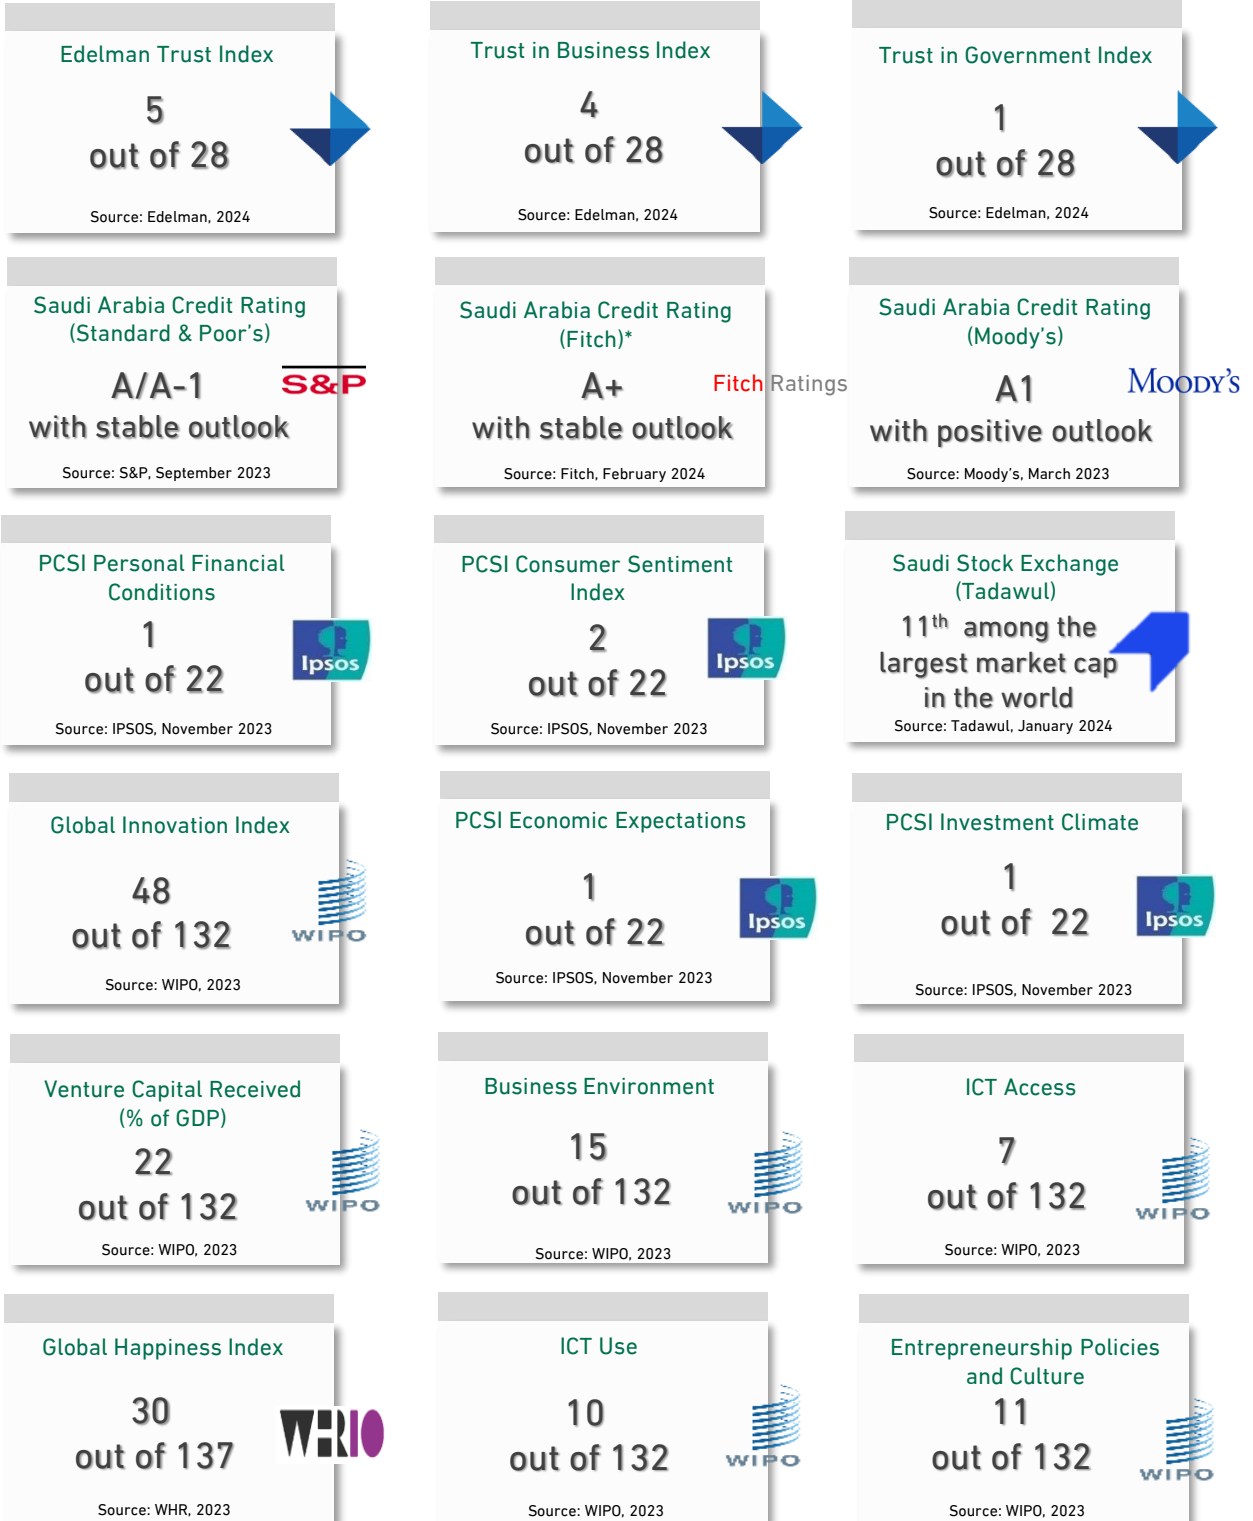 Edelman Trust Index
5
out of 28
Source: Edelman, 2024
Trust in Business Index
4
out of 28
Source: Edelman, 2024
Trust in Government Index
1
out of 28
Source: Edelman, 2024
Saudi Arabia Credit Rating
(Standard & Poor's)
A/A-1
with stable outlook
S&P
Source: S&P, September 2023
Saudi Arabia Credit Rating
(Fitch)*
A+
with stable outlook
Fitch Ratings
Source: Fitch, February 2024
Saudi Arabia Credit Rating
(Moody's)
A1
with positive outlook
MOODY'S
Source: Moody's, March 2023
PCSI Personal Financial
Conditions
1
out of 22
Ipsos
Source: IPSOS, November 2023
PCSI Consumer Sentiment
Index
2
out of 22
Ipsos
Source: IPSOS, November 2023
Saudi Stock Exchange
(Tadawul)
11th among the
largest market cap
in the world
Source: Tadawul, January 2024
Global Innovation Index
48
out of 132
WIPO
Source: WIPO, 2023
PCSI Economic Expectations
1
out of 22
Ipsos
Source: IPSOS, November 2023
PCSI Investment Climate
1
out of 22
Ipsos
Source: IPSOS, November 2023
Venture Capital Received
(% of GDP)
22
out of 132
WIPO
Source: WIPO, 2023
Business Environment
15
out of 132
WIPO
Source: WIPO, 2023
ICT Access
7
out of 132
WIPO
Source: WIPO, 2023
Global Happiness Index
30
out of 137
WHR10
Source: WHR, 2023
ICT Use
10
out of 132
WIPO
Source: WIPO, 2023
Entrepreneurship Policies
and Culture
11
out of 132
WIPO
Source: WIPO, 2023